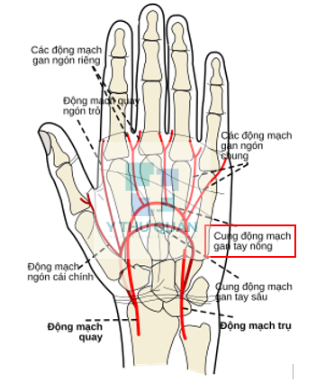 Các động mạch
gan ngón riêng
Động mạch quay
ngón trỏ
Các động mạch
gan ngón
chung
Y THƯ QUÁN
Cung động mạch
gan tay nông
Động mạch
ngón cái chính
Cung động mạch
gan tay sâu
Động mạch
quay
Động mạch trụ